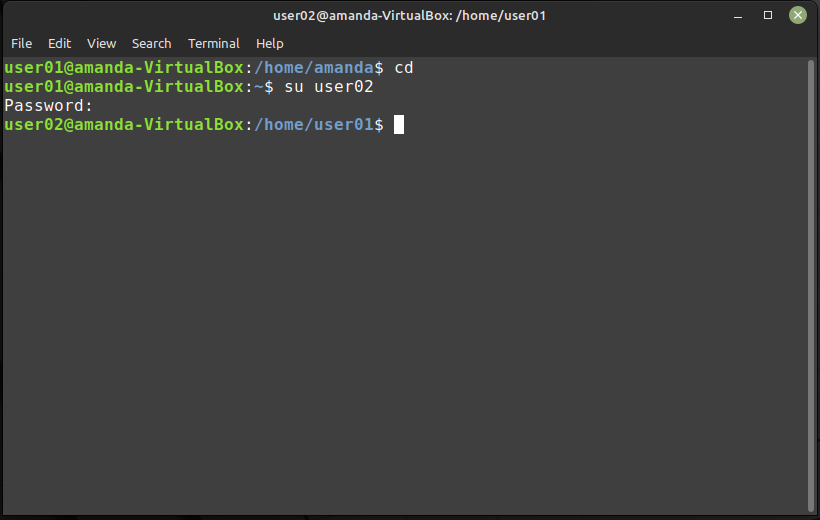 user02@amanda-VirtualBox: /home/user01
File Edit View Search Terminal Help
user01@amanda-VirtualBox:/home/amanda$ cd
user01@amanda-VirtualBox:~$ su user02
Password:
user02@amanda-VirtualBox:/home/user01$